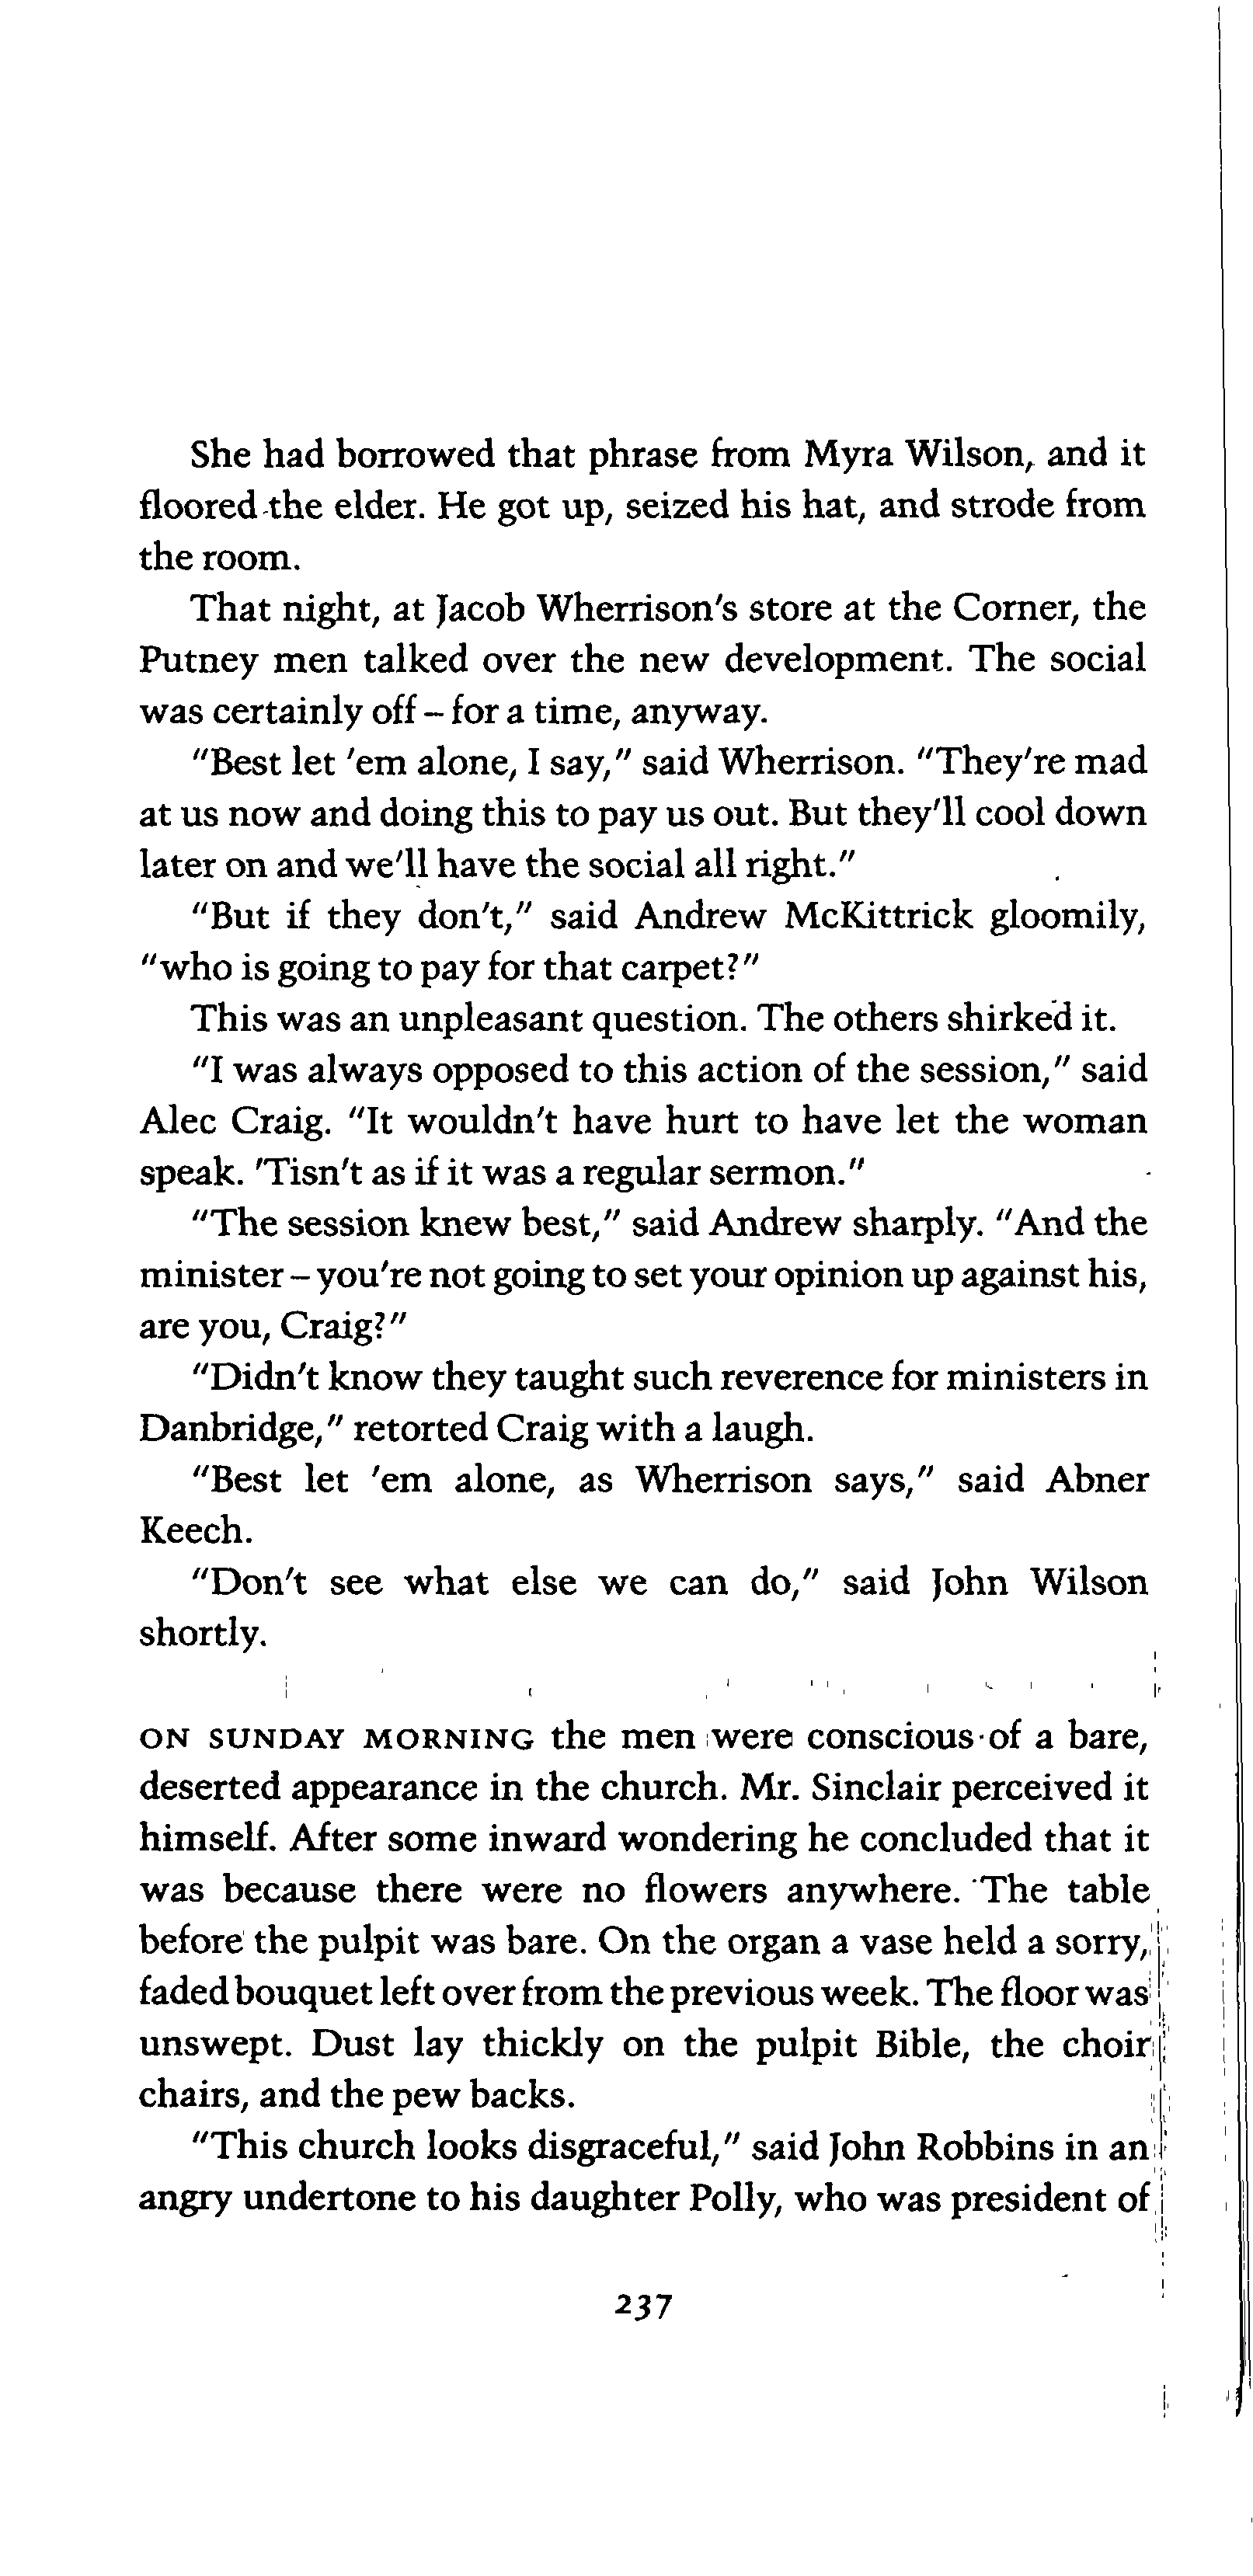 She had borrowed that phrase from Myra Wilson, and it
floored the elder. He got up, seized his hat, and strode from
the room.
That night, at Jacob Wherrison's store at the Corner, the
Putney men talked over the new development. The social
was certainly off – for a time, anyway.
"Best let 'em alone, I say," said Wherrison. "They're mad
at us now and doing this to pay us out. But they'll cool down
later on and we'll have the social all right."
"But if they don't," said Andrew McKittrick gloomily,
"who is going to pay for that carpet?"
This was an unpleasant question. The others shirked it.
"I was always opposed to this action of the session," said
Alec Craig. "It wouldn't have hurt to have let the woman
speak. 'Tisn't as if it was a regular sermon."
"The session knew best," said Andrew sharply. "And the
minister – you're not going to set your opinion up against his,
are you, Craig?"
"Didn't know they taught such reverence for ministers in
Danbridge," retorted Craig with a laugh.
"Best let 'em alone, as Wherrison says," said Abner
Keech.
"Don't see what else we can do," said John Wilson
shortly.
ON SUNDAY MORNING the men were conscious of a bare,
deserted appearance in the church. Mr. Sinclair perceived it
himself. After some inward wondering he concluded that it
was because there were no flowers anywhere. The table
before the pulpit was bare. On the organ a vase held a sorry,
faded bouquet left over from the previous week. The floor was
unswept. Dust lay thickly on the pulpit Bible, the choir
chairs, and the pew backs.
"This church looks disgraceful," said John Robbins in an
angry undertone to his daughter Polly, who was president of
237